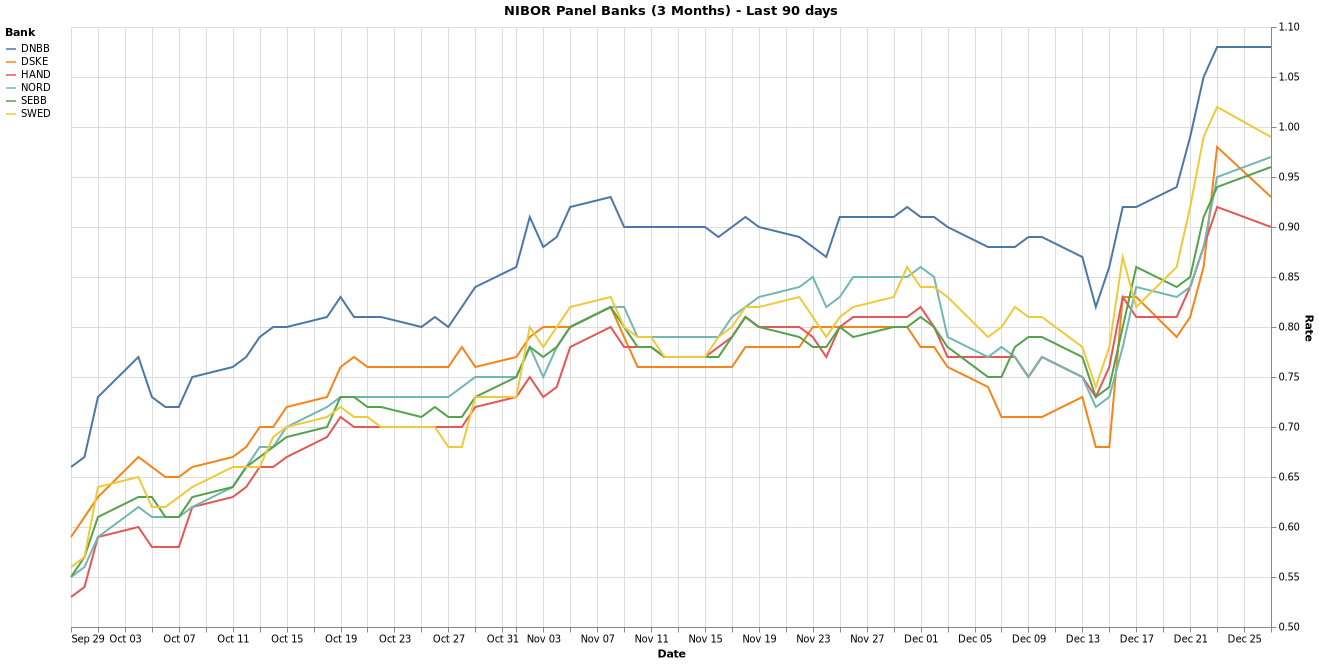 NIBOR Panel Banks (3 Months) - Last 90 days
Bank
DNBB
DSKE
HAND
NORD
SEBB
SWED
1.10
1.05
1.00
0.95
0.90
0.85
0.80
0.75
0.70
0.65
0.60
0.55
0.50
Rate
Sep 29 Oct 03 Oct 07 Oct 11 Oct 15 Oct 19 Oct 23 Oct 27 Oct 31 Nov 03 Nov 07 Nov 11 Nov 15 Nov 19 Nov 23 Nov 27 Dec 01 Dec 05 Dec 09 Dec 13 Dec 17 Dec 21 Dec 25
Date